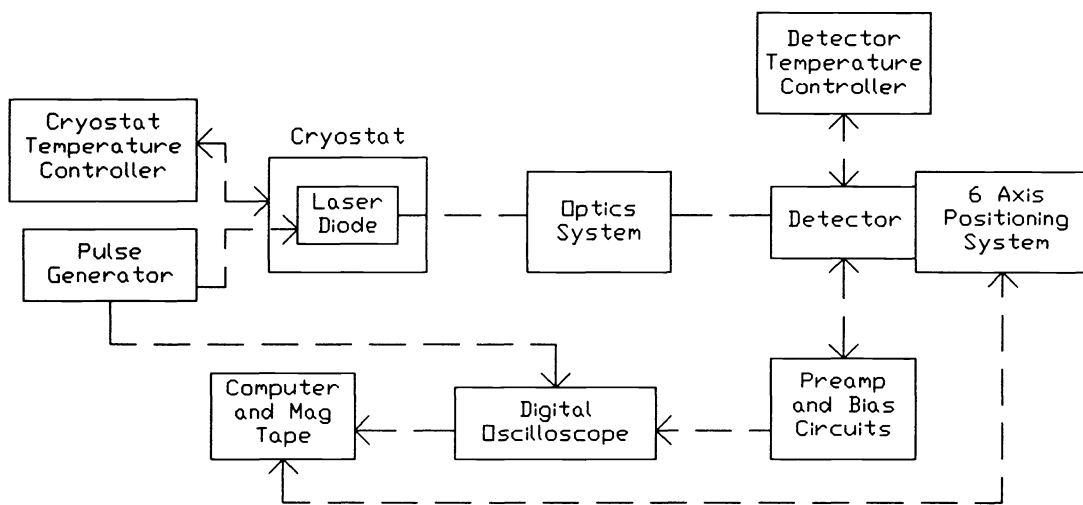 Detector
Temperature
Controller
Cryostat
Temperature
Controller
Cryostat
Laser
Diode
Optics
System
Detector
6 Axis
Positioning
System
Pulse
Generator
Computer
and Mag
Tape
Digital
Oscilloscope
Preamp
and Bias
Circuits